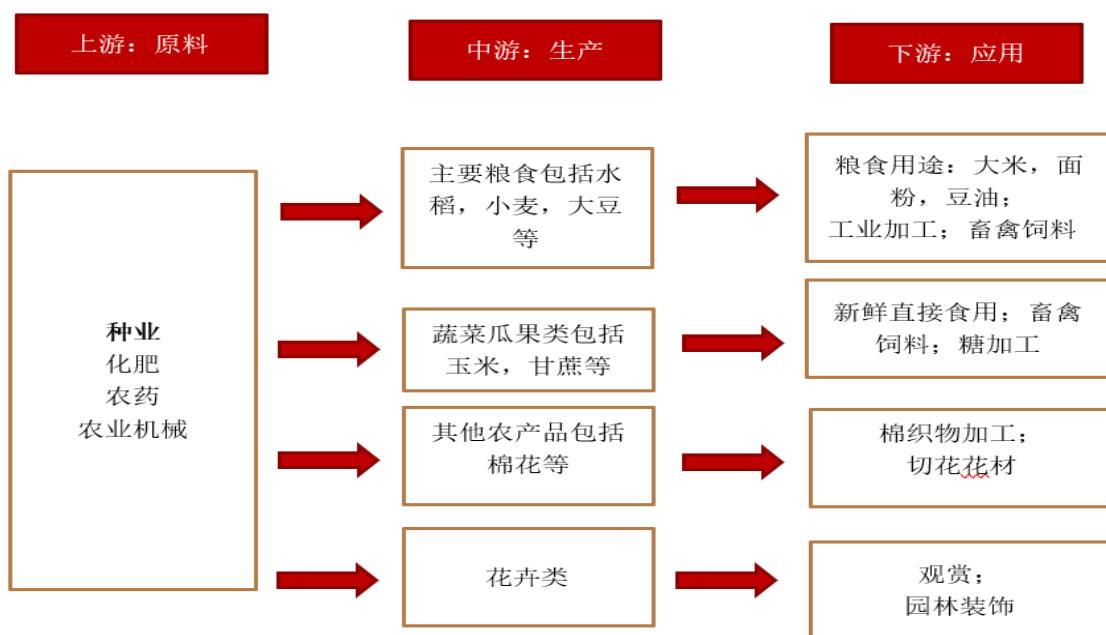 上游：原料
中游：生产
下游：应用
种业
化肥
农药
农业机械
主要粮食包括水
稻，小麦，大豆
等
粮食用途：大米，面
粉，豆油；
工业加工；畜禽饲料
蔬菜瓜果类包括
玉米，甘蔗等
新鲜直接食用；畜禽
饲料；糖加工
其他农产品包括
棉花等
棉织物加工；
切花花材
花卉类
观赏；
园林装饰